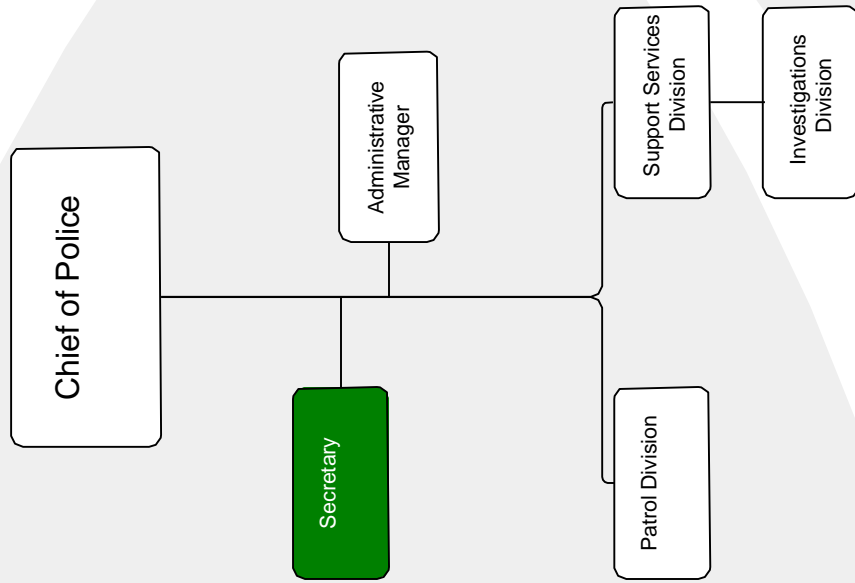 Chief of Police
Administrative
Manager
Secretary
Support Services
Division
Patrol Division
Investigations
Division